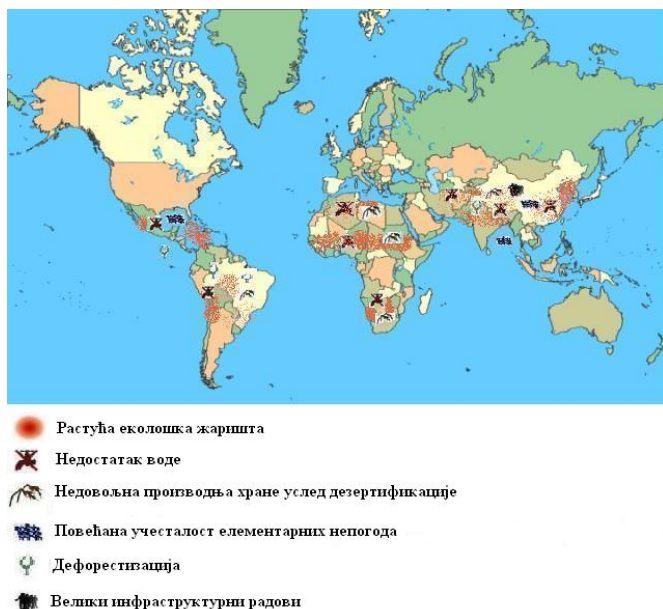 Растућа еколошка жаришта
Недостатак воде
Недовољна производња хране услед дезертификације
Повећана учесталост елементарних непогода
Дефорестизација
Велики инфраструктурни радови